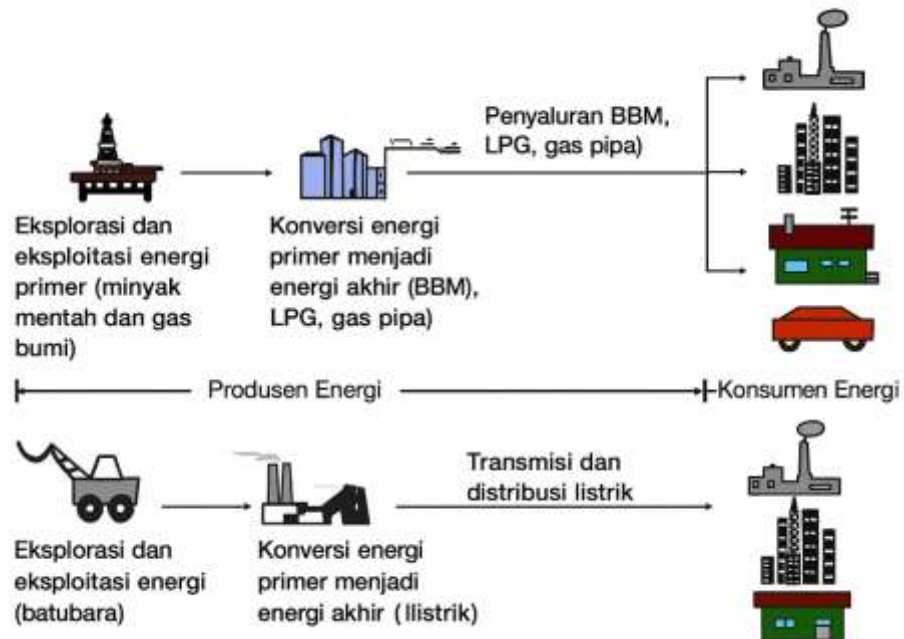 Penyaluran BBM,
LPG, gas pipa)
Eksplorasi dan
eksploitasi energi
primer (minyak
mentah dan gas
bumi)
Konversi energi
primer menjadi
energi akhir (BBM),
LPG, gas pipa)
Produsen Energi
Konsumen Energi
Transmisi dan
distribusi listrik
Eksplorasi dan
eksploitasi energi
(batubara)
Konversi energi
primer menjadi
energi akhir (llistrik)